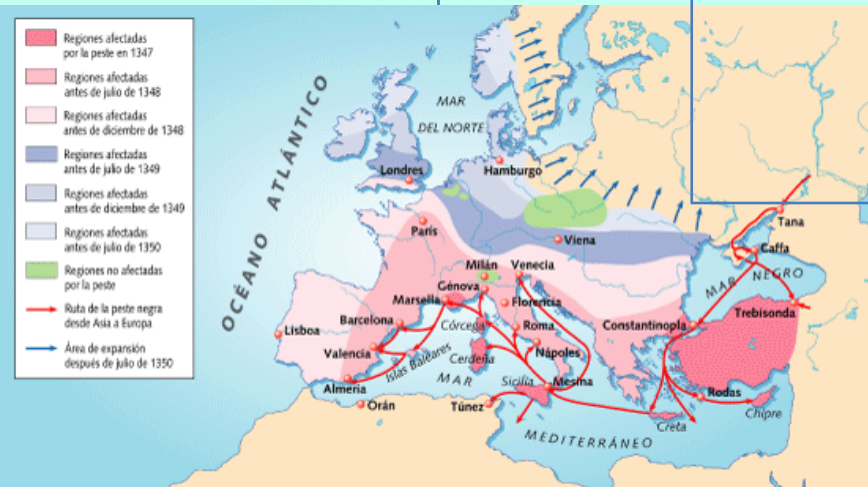 Regiones afectadas
por la peste en 1347
Regiones afectadas
antes de julio de 1348
Regiones afectadas
antes de diciembre de 1348
Regiones afectadas
antes de julio de 1349
Regiones afectadas
antes de diciembre de 1349
Regiones afectadas
antes de julio de 1350
Regiones no afectadas
por la peste
Ruta de la peste negra
desde Asia a Europa
Área de expansión
después de julio de 1350
OCÉANO ATLÁNTICO
MAR
DEL NORTE
Londres
Hamburgo
París
Viena
Tana
Caffa
MAR NEGRO
Milán
Venecia
Génova
Marsella
Florencia
Trebisonda
Barcelona
Córcega
Roma
Constantinopla
Lisboa
Valencia
Islas Baleares
Cerdeña
Nápoles
Almería
MAR
Sicilia
Mesina
Rodas
Orán
Túnez
Chipre
Creta
MEDITERRÁNEO